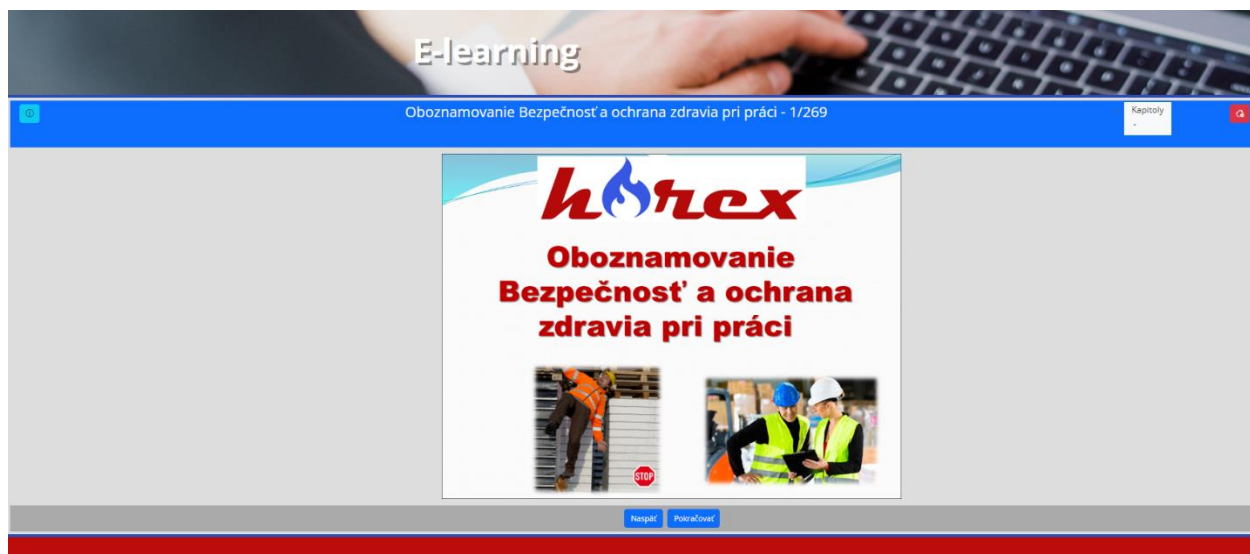 E-learning
Oboznamovanie Bezpečnosť a ochrana zdravia pri práci - 1/269
Kapitoly
-
horex
Oboznamovanie
Bezpečnosť a ochrana
zdravia pri práci
STOP
Naspäť
Pokračovať